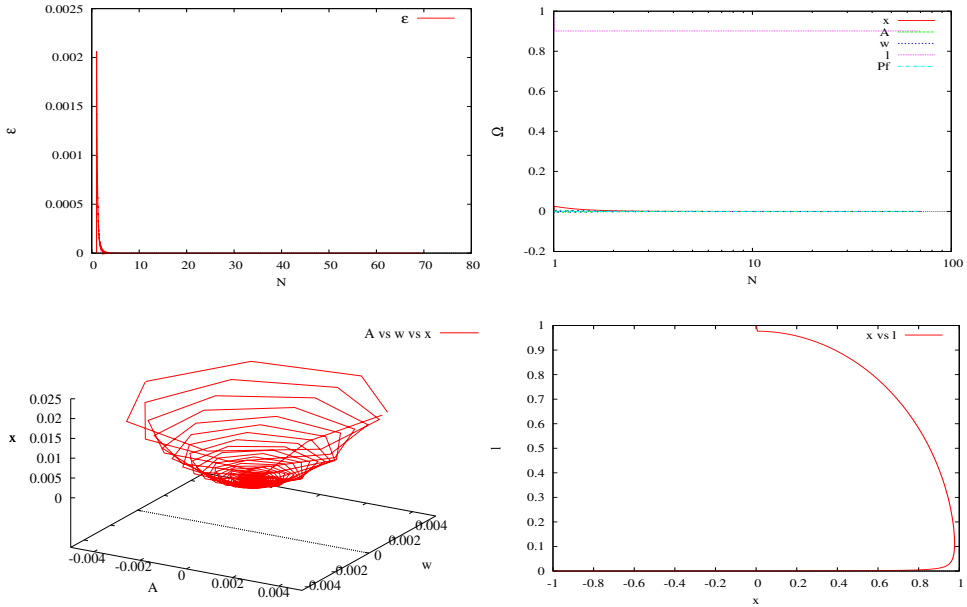 ε
0.0025
0.002
0.0015
0.001
0.0005
0
ε
0 10 20 30 40 50 60 70 80
N
x
A
w
l
Pf
1
0.8
0.6
0.4
0.2
0
-0.2
Ω
1 10 100
N
A vs w vs x
0.025
0.02
0.015
0.01
0.005
0
x
-0.004 -0.002 0 0.002 0.004
A
-0.004 -0.002 0 0.002 0.004
w
x vs l
1
0.9
0.8
0.7
0.6
0.5
0.4
0.3
0.2
0.1
0
l
-1 -0.8 -0.6 -0.4 -0.2 0 0.2 0.4 0.6 0.8 1
x